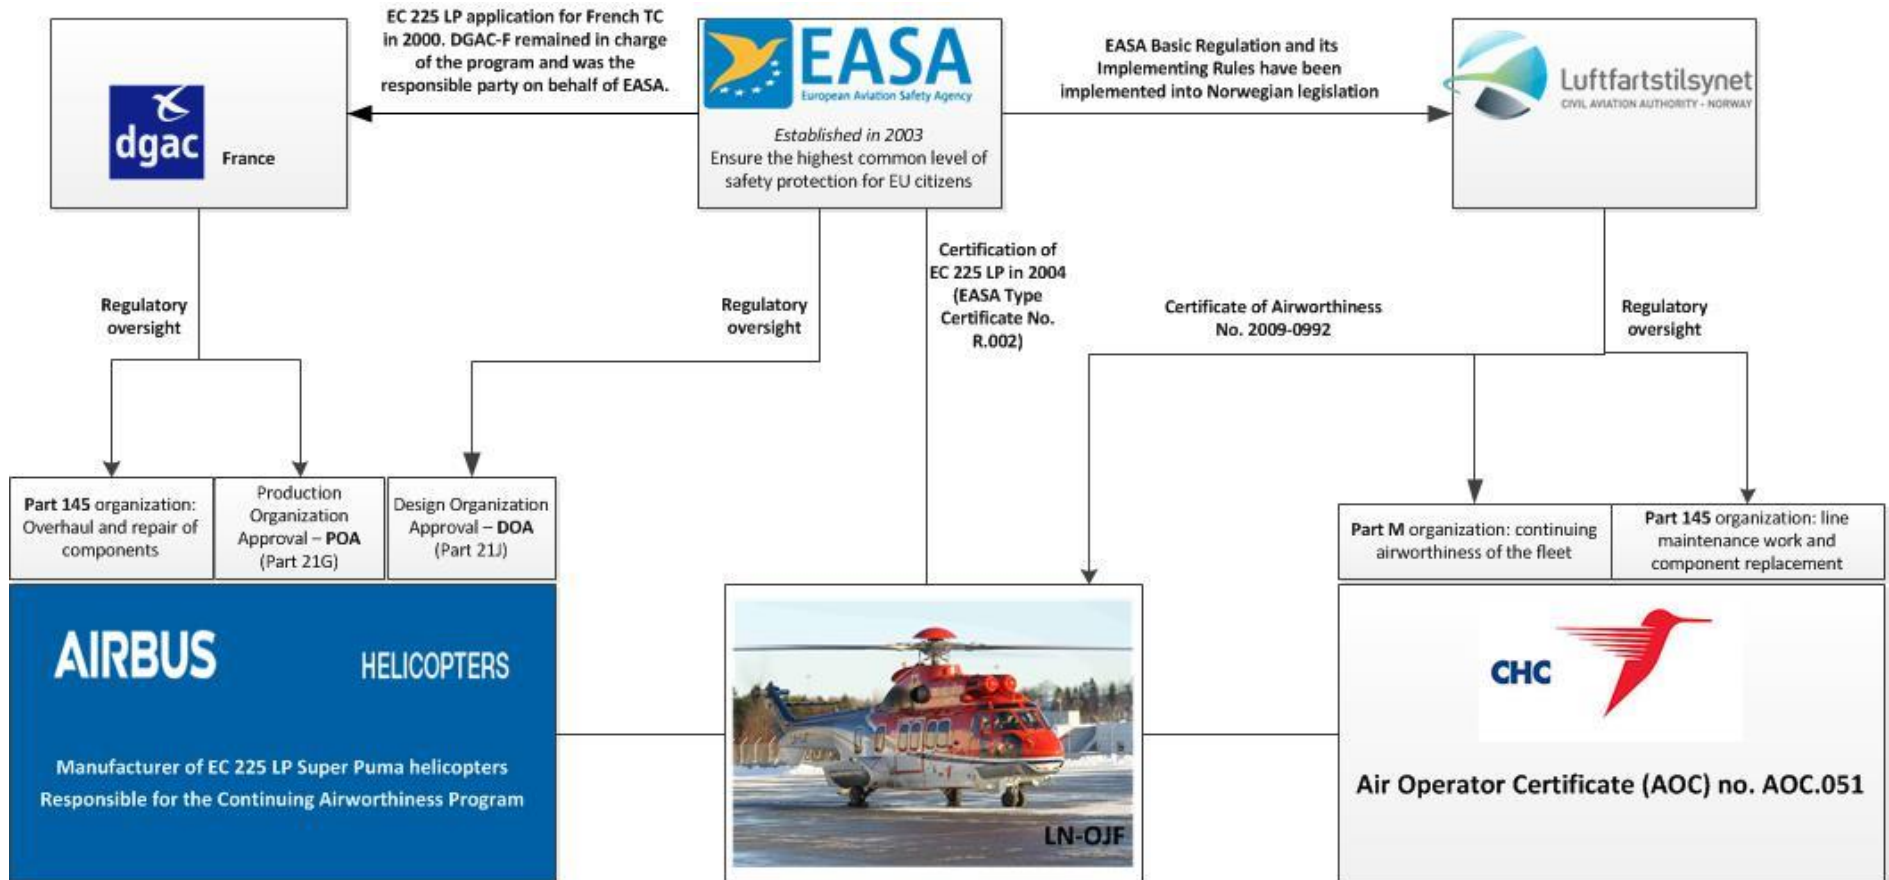 EC 225 LP application for French TC
in 2000. DGAC-F remained in charge
of the program and was the
responsible party on behalf of EASA.
EASA
European Aviation Safety Agency
Established in 2003
Ensure the highest common level of
safety protection for EU citizens
EASA Basic Regulation and its
Implementing Rules have been
implemented into Norwegian legislation
Luftfartstilsynet
CIVIL AVIATION AUTHORITY - NORWAY
dgac
France
Regulatory
oversight
Regulatory
oversight
Certification of
EC 225 LP in 2004
(EASA Type
Certificate No.
R.002)
Certificate of Airworthiness
No. 2009-0992
Regulatory
oversight
Part 145 organization:
Overhaul and repair of
components
Production
Organization
Approval – POA
(Part 21G)
Design Organization
Approval – DOA
(Part 21J)
Part M organization: continuing
airworthiness of the fleet
Part 145 organization: line
maintenance work and
component replacement
AIRBUS
HELICOPTERS
Manufacturer of EC 225 LP Super Puma helicopters
Responsible for the Continuing Airworthiness Program
LN-OJF
CHC
Air Operator Certificate (AOC) no. AOC.051